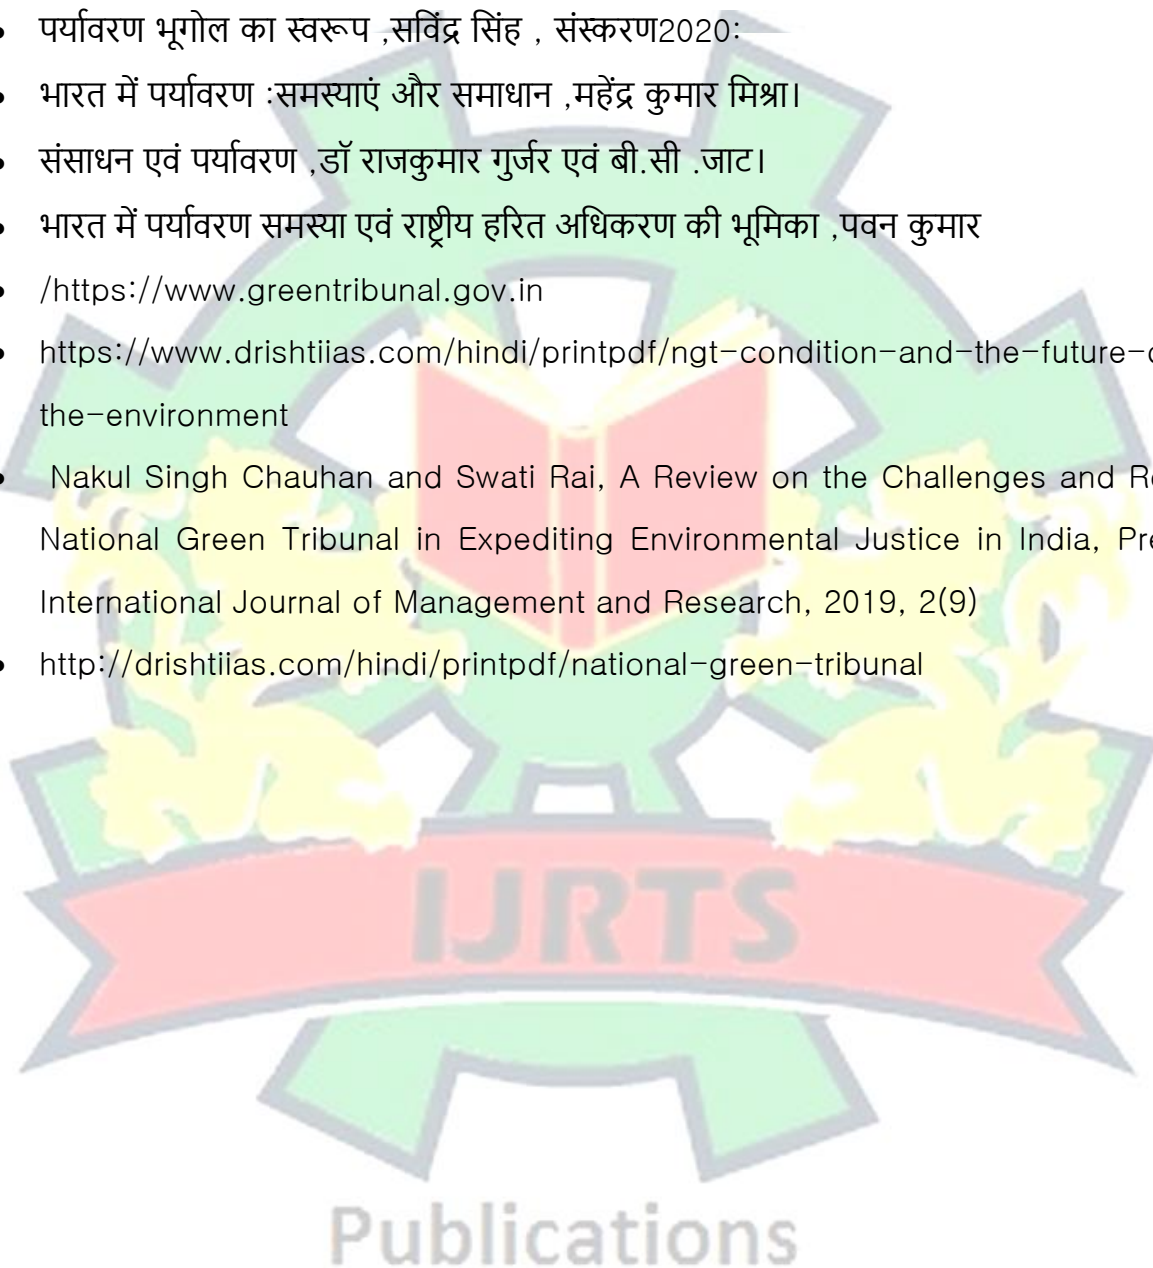 • पर्यावरण भूगोल का स्वरूप ,सविंद्र सिंह , संस्करण2020:
• भारत में पर्यावरण :समस्याएं और समाधान ,महेंद्र कुमार मिश्रा।
• संसाधन एवं पर्यावरण ,डॉ राजकुमार गुर्जर एवं बी.सी .जाट।
• भारत में पर्यावरण समस्या एवं राष्ट्रीय हरित अधिकरण की भूमिका ,पवन कुमार
• /https://www.greentribunal.gov.in
• https://www.drishtiias.com/hindi/printpdf/ngt-condition-and-the-future-
the-environment
• Nakul Singh Chauhan and Swati Rai, A Review on the Challenges and
National Green Tribunal in Expediting Environmental Justice in India,
International Journal of Management and Research, 2019, 2(9)
• http://drishtiias.com/hindi/printpdf/national-green-tribunal
IJRTS
Publications